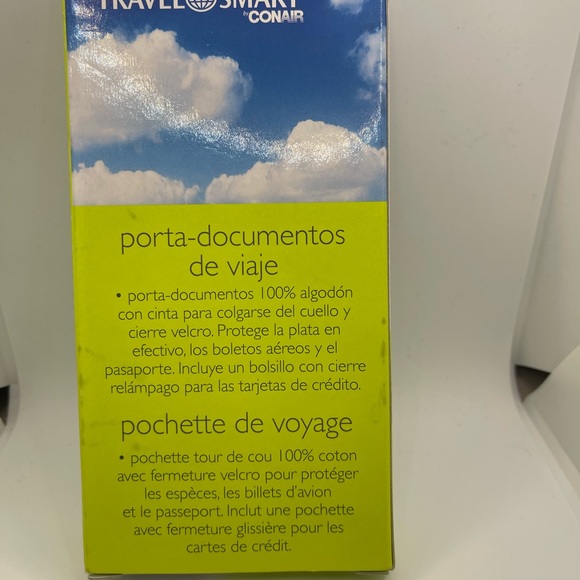 TRAVEL SMART
by CONAIR
porta-documentos
de viaje
• porta-documentos 100% algodón
con cinta para colgarse del cuello y
cierre velcro. Protege la plata en
efectivo, los boletos aéreos y el
pasaporte. Incluye un bolsillo con cierre
relámpago para las tarjetas de crédito.
pochette de voyage
• pochette tour de cou 100% coton
avec fermeture velcro pour protéger
les espèces, les billets d'avion
et le passeport. Inclut une pochette
avec fermeture glissière pour les
cartes de crédit.